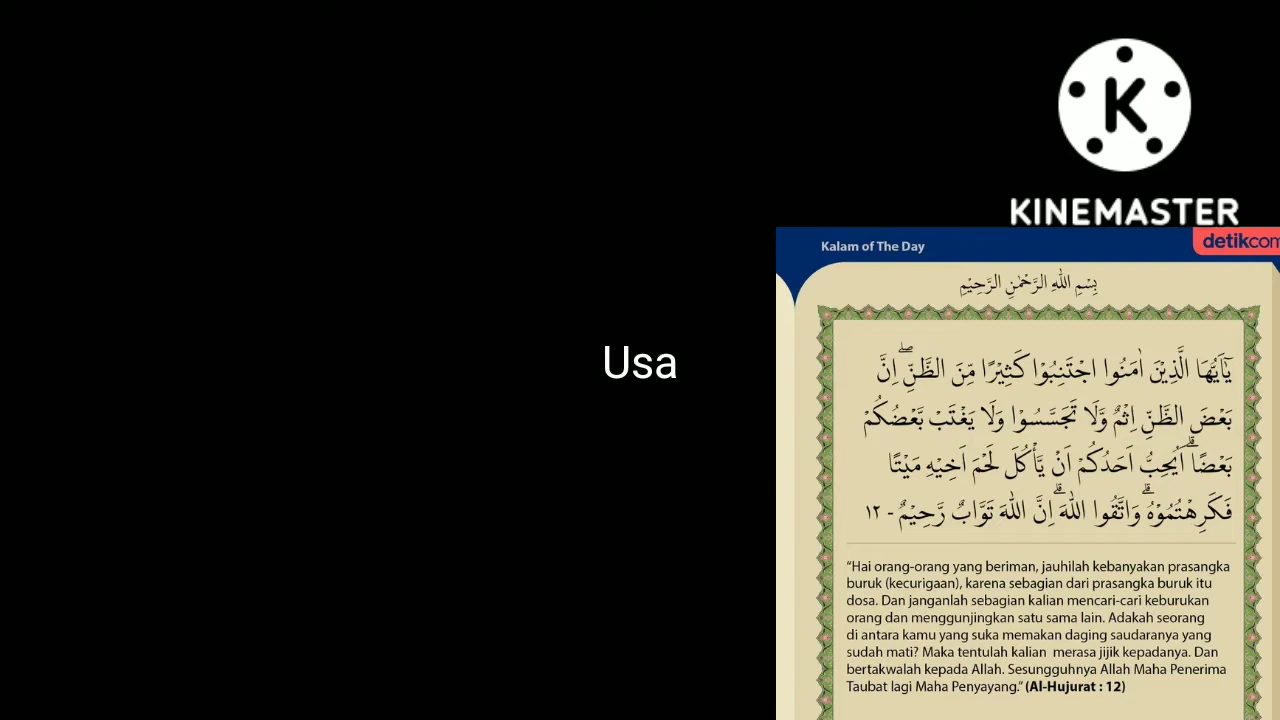 K
KINEMASTER
Kalam of The Day
detikcom
بِسْمِ اللّٰهِ الرَّحْمٰنِ الرَّحِيْمِ
يٰٓاَيُّهَا الَّذِيْنَ اٰمَنُوا اجْتَنِبُوْا كَثِيْرًا مِّنَ الظَّنِّۖ اِنَّ
بَعْضَ الظَّنِّ اِثْمٌ وَّلَا تَجَسَّسُوْا وَلَا يَغْتَبْ بَّعْضُكُمْ
بَعْضًاۗ اَيُحِبُّ اَحَدُكُمْ اَنْ يَّأْكُلَ لَحْمَ اَخِيْهِ مَيْتًا
فَكَرِهْتُمُوْهُۗ وَاتَّقُوا اللّٰهَ ۗاِنَّ اللّٰهَ تَوَّابٌ رَّحِيْمٌ - ١٢
Usa
“Hai orang-orang yang beriman, jauhilah kebanyakan prasangka
buruk (kecurigaan), karena sebagian dari prasangka buruk itu
dosa. Dan janganlah sebagian kalian mencari-cari keburukan
orang dan menggunjingkan satu sama lain. Adakah seorang
di antara kamu yang suka memakan daging saudaranya yang
sudah mati? Maka tentulah kalian  merasa jijik kepadanya. Dan
bertakwalah kepada Allah. Sesungguhnya Allah Maha Penerima
Taubat lagi Maha Penyayang.” (Al-Hujurat : 12)